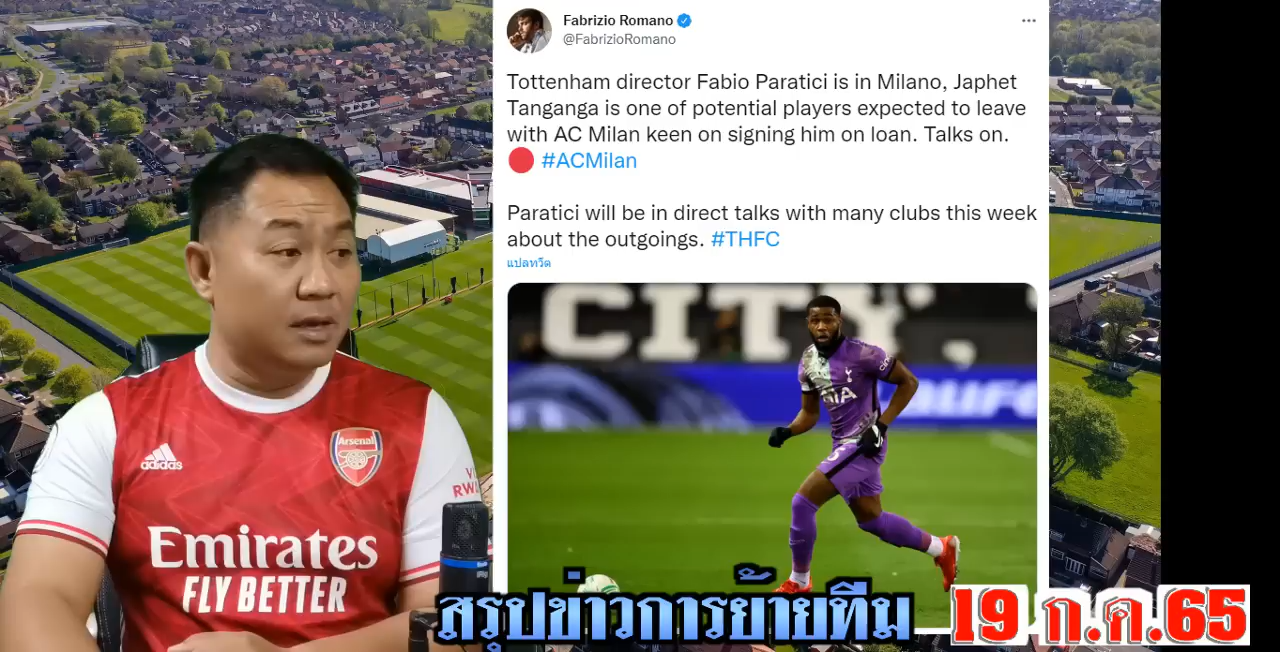 Fabrizio Romano
@FabrizioRomano
Tottenham director Fabio Paratici is in Milano, Japhet
Tanganga is one of potential players expected to leave
with AC Milan keen on signing him on loan. Talks on.
#ACMilan
Paratici will be in direct talks with many clubs this week
about the outgoings. #THFC
แปลทวีต
CITY.
adidas
Arsenal
Emirates
FLY BETTER
สรุปข่าวการย้ายทีม
19 ก.ค.65